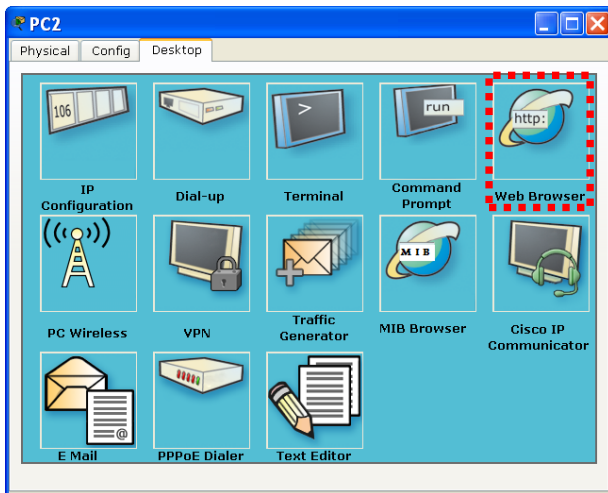 PC2
Physical Config Desktop
106
>
run
http:
IP
Configuration
Dial-up
Terminal
Command
Prompt
Web Browser
MIB
PC Wireless
VPN
Traffic
Generator
MIB Browser
Cisco IP
Communicator
@
E Mail
PPPoE Dialer
Text Editor